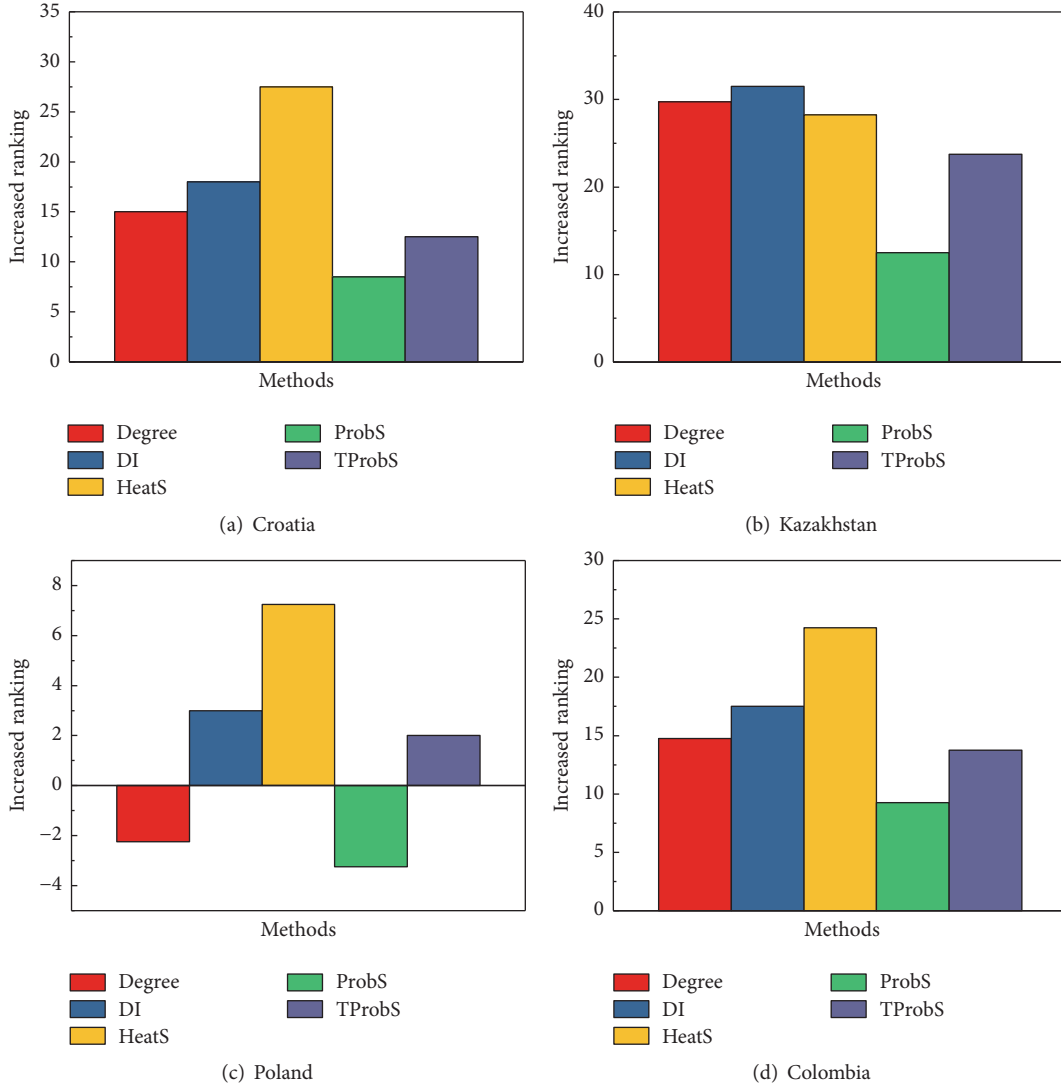 35
30
25
20
15
10
5
0
Increased ranking
Methods
Degree
DI
HeatS
ProbS
TProbS
(a) Croatia
40
30
20
10
0
Increased ranking
Methods
Degree
DI
HeatS
ProbS
TProbS
(b) Kazakhstan
8
6
4
2
0
−2
−4
Increased ranking
Methods
Degree
DI
HeatS
ProbS
TProbS
(c) Poland
30
25
20
15
10
5
0
Increased ranking
Methods
Degree
DI
HeatS
ProbS
TProbS
(d) Colombia